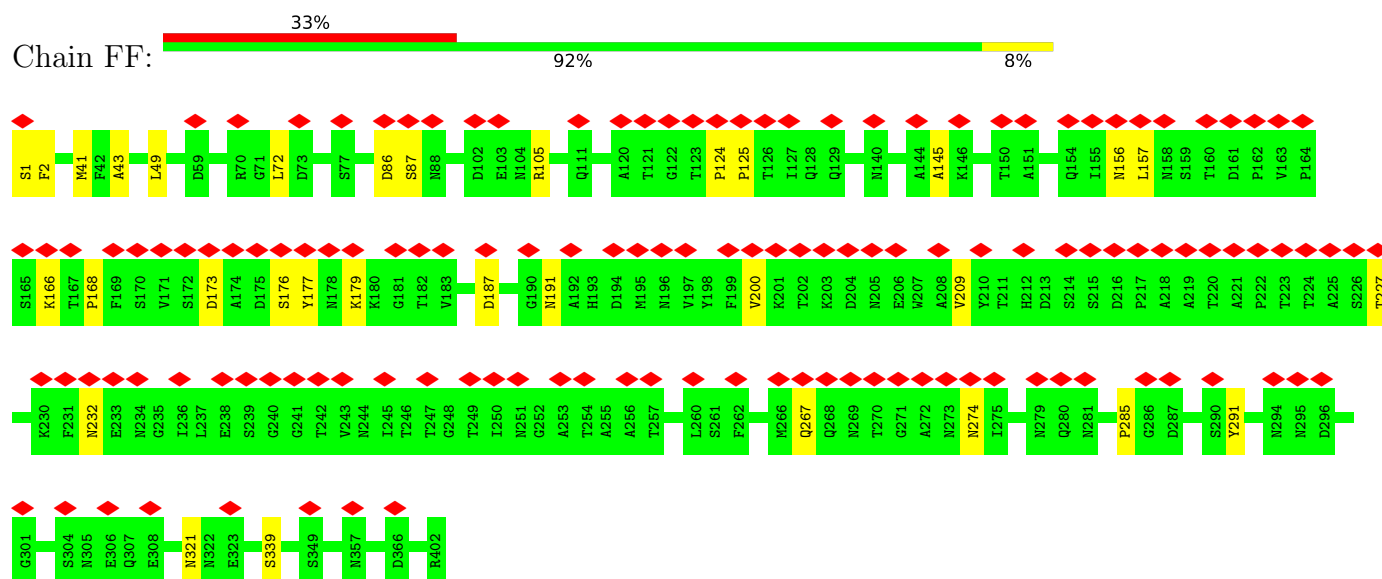 33%
Chain FF:
92% 8%
S1 F2 M41 F42 A43 L49 D59 R70 G71 L72 D73 S77 D86 S87 N88 D102 E103 N104 R105 Q111 A120 T121 G122 T123 P124 P125 T126 I127 Q128 Q129 N140 A144 A145 K146 T150 A151 Q154 I155 N156 L157 N158 S159 T160 D161 P162 V163 P164
S165 K166 T167 P168 F169 S170 V171 S172 D173 A174 D175 S176 Y177 N178 K179 K180 G181 T182 V183 D187 G190 N191 A192 H193 D194 M195 N196 V197 Y198 F199 V200 K201 T202 K203 D204 N205 E206 W207 A208 V209 Y210 T211 H212 D213 S214 S215 D216 P217 A218 A219 T220 A221 P222 T223 T224 A225 S226 T227
K230 F231 N232 E233 N234 G235 I236 L237 E238 S239 G240 G241 T242 V243 N244 I245 T246 T247 G248 T249 I250 N251 G252 A253 T254 A255 A256 T257 L260 S261 F262 M266 Q267 Q268 N269 T270 G271 A272 N273 N274 I275 N279 Q280 N281 P285 G286 D287 S290 Y291 N294 N295 D296
G301 S304 N305 E306 Q307 E308 N321 N322 E323 S339 S349 N357 D366 R402